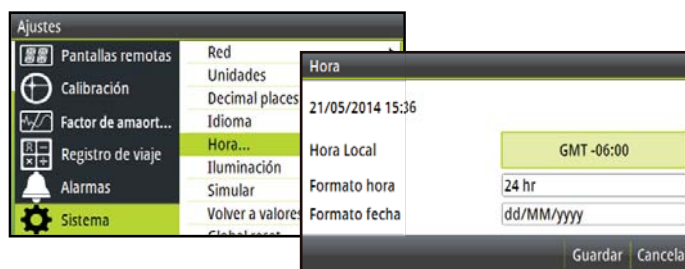 Ajustes
Pantallas remotas
Calibración
Factor de amaort...
Registro de viaje
Alarmas
Sistema
Red
Unidades
Decimal places
Idioma
Hora...
Iluminación
Simular
Volver a valores
Global reset
Hora
21/05/2014 15:36
Hora Local GMT -06:00
Formato hora 24 hr
Formato fecha dd/MM/yyyy
Guardar Cancela